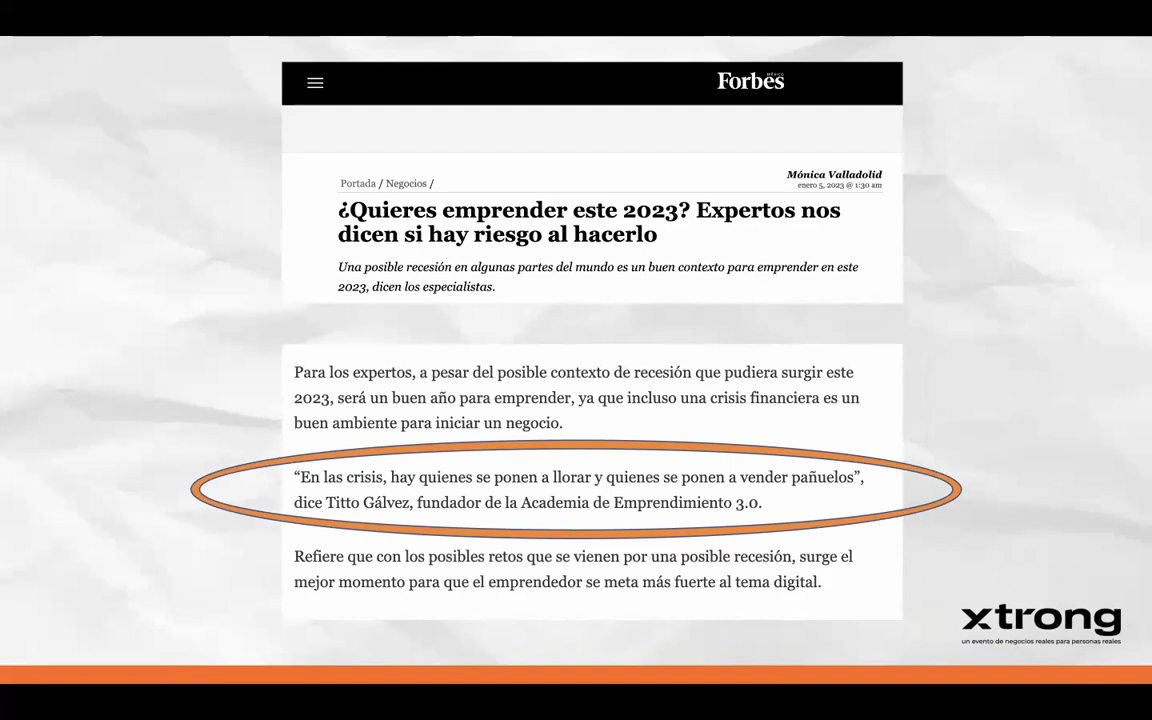 Forbes
MÉXICO
Mónica Valladolid
Portada / Negocios /
enero 5, 2023 @ 1:30 am
¿Quieres emprender este 2023? Expertos nos
dicen si hay riesgo al hacerlo
Una posible recesión en algunas partes del mundo es un buen contexto para emprender en este
2023, dicen los especialistas.
Para los expertos, a pesar del posible contexto de recesión que pudiera surgir este
2023, será un buen año para emprender, ya que incluso una crisis financiera es un
buen ambiente para iniciar un negocio.
“En las crisis, hay quienes se ponen a llorar y quienes se ponen a vender pañuelos”,
dice Titto Gálvez, fundador de la Academia de Emprendimiento 3.0.
Refiere que con los posibles retos que se vienen por una posible recesión, surge el
mejor momento para que el emprendedor se meta más fuerte al tema digital.
xtrong
un evento de negocios reales para personas reales